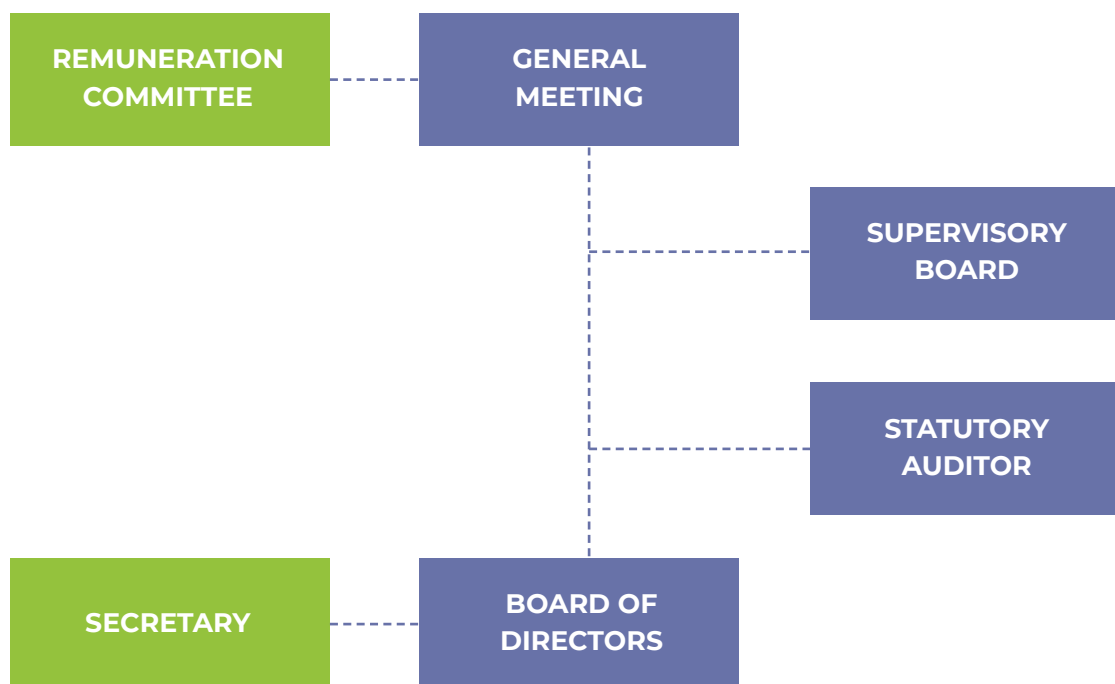 REMUNERATION
COMMITTEE
GENERAL
MEETING
SUPERVISORY
BOARD
STATUTORY
AUDITOR
SECRETARY
BOARD OF
DIRECTORS